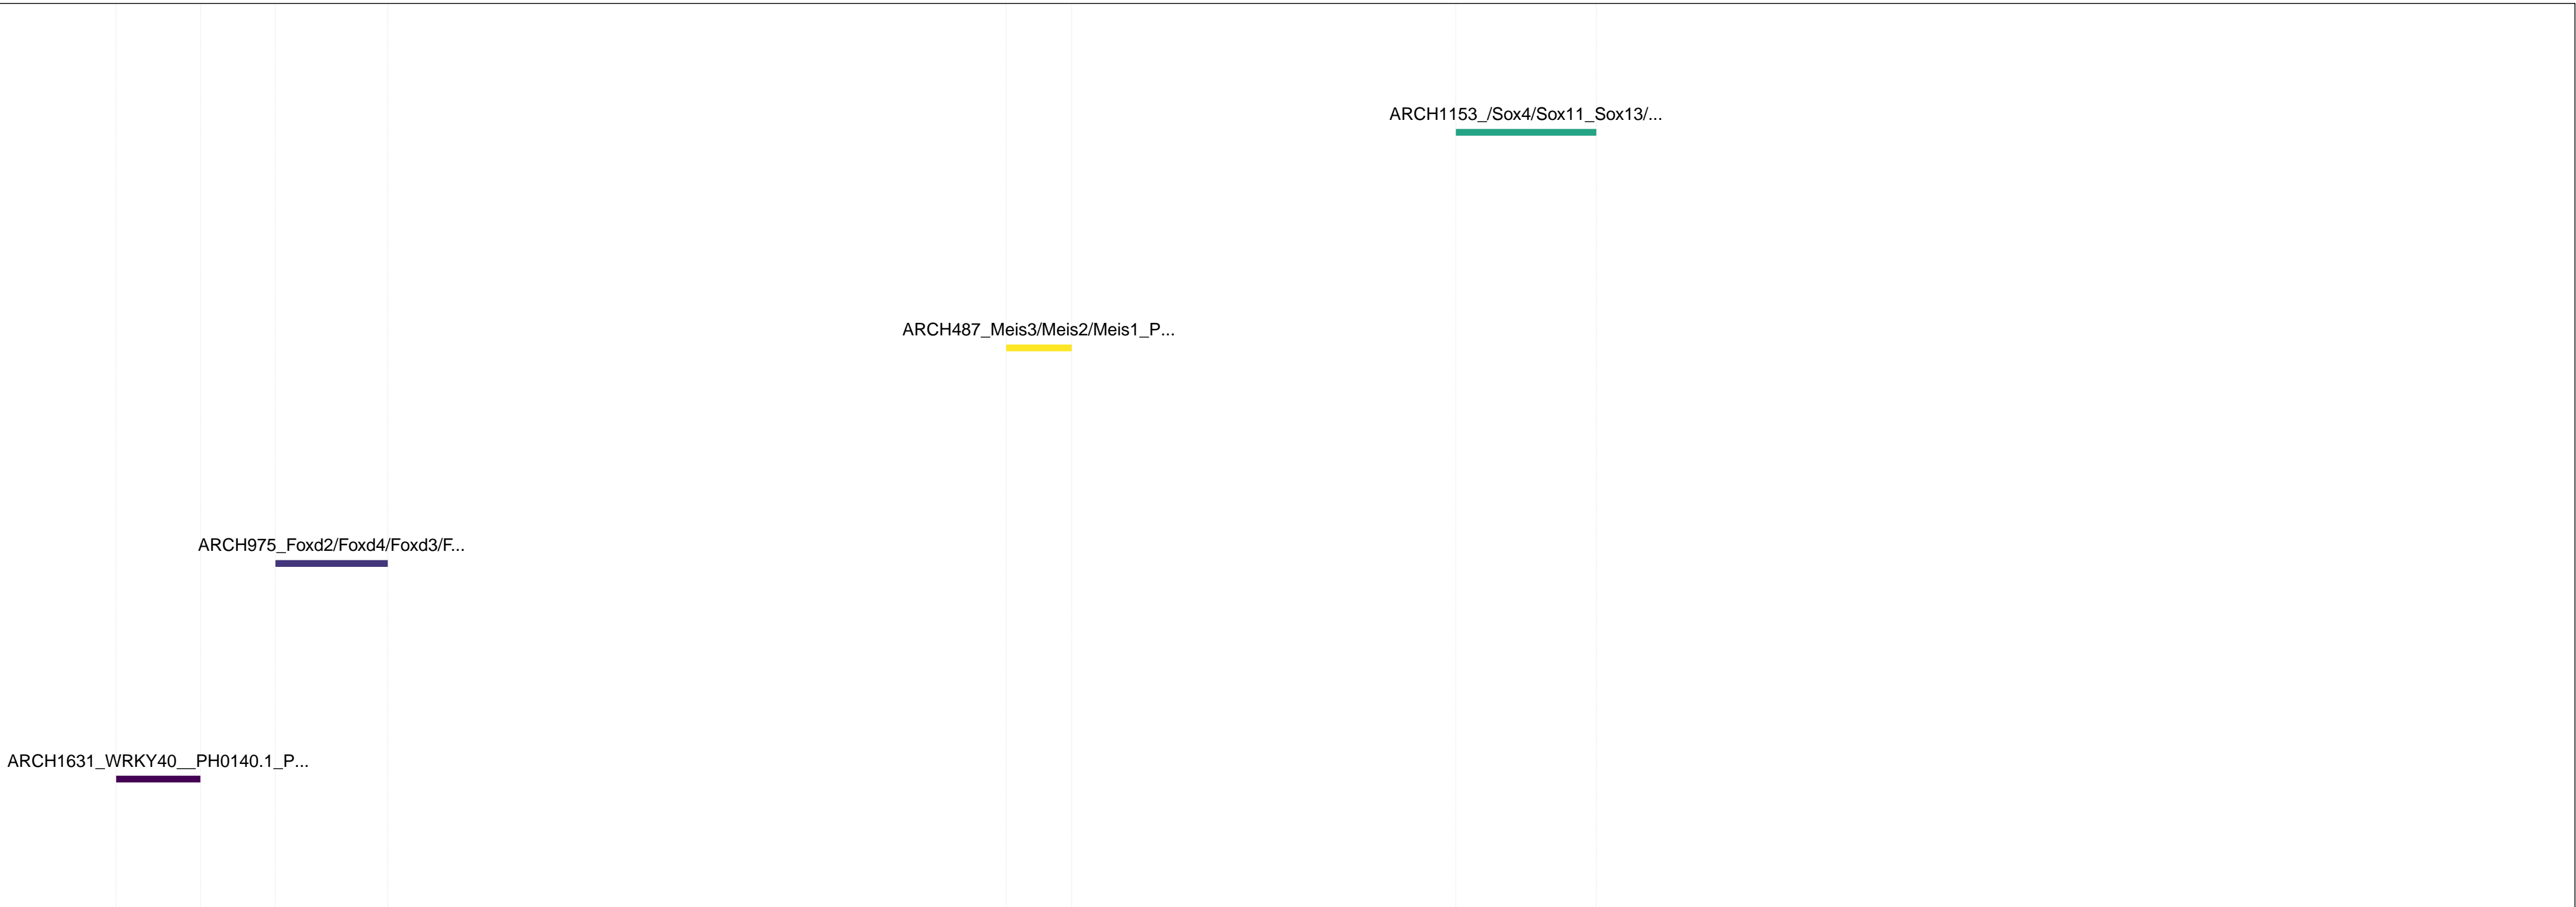 ARCH1153_/Sox4/Sox11_Sox13/...
ARCH487_Meis3/Meis2/Meis1_P...
ARCH975_Foxd2/Foxd4/Foxd3/F...
ARCH1631_WRKY40__PH0140.1_P...